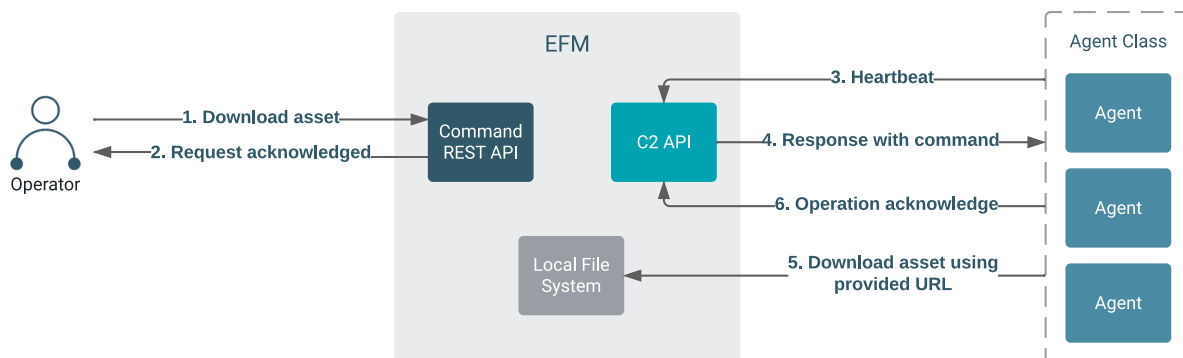 EFM
Agent Class
3. Heartbeat
Agent
1. Download asset
Command
REST API
C2 API
4. Response with command
2. Request acknowledged
Operator
6. Operation acknowledge
Agent
Local File
System
5. Download asset using
provided URL
Agent